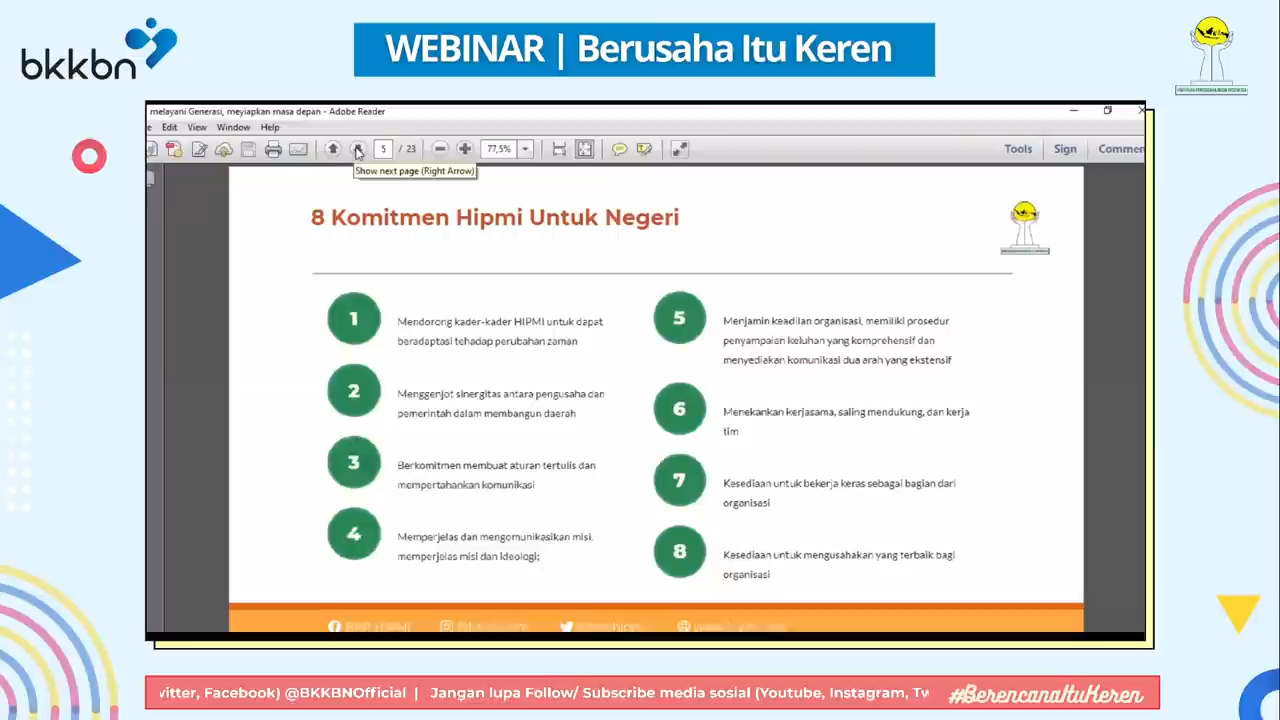 bkkbn
WEBINAR | Berusaha Itu Keren
melayani Generasi, meyiapkan masa depan - Adobe Reader
Edit View Window Help
5 / 23 77,5% Tools Sign Commen
Show next page (Right Arrow)
8 Komitmen Hipmi Untuk Negeri
1
Mendorong kader-kader HIPMI untuk dapat
beradaptasi tehadap perubahan zaman
2
Menggenjot sinergitas antara pengusaha dan
pemerintah dalam membangun daerah
3
Berkomitmen membuat aturan tertulis dan
mempertahankan komunikasi
4
Memperjelas dan mengomunikasikan misi,
memperjelas misi dan ideologi;
5
Menjamin keadilan organisasi, memiliki prosedur
penyampaian keluhan yang komprehensif dan
menyediakan komunikasi dua arah yang ekstensif
6
Menekankan kerjasama, saling mendukung, dan kerja
tim
7
Kesediaan untuk bekerja keras sebagai bagian dari
organisasi
8
Kesediaan untuk mengusahakan yang terbaik bagi
organisasi
witter, Facebook) @BKKBNOfficial | Jangan lupa Follow/ Subscribe media sosial (Youtube, Instagram, Tw
#BerencanaItuKeren